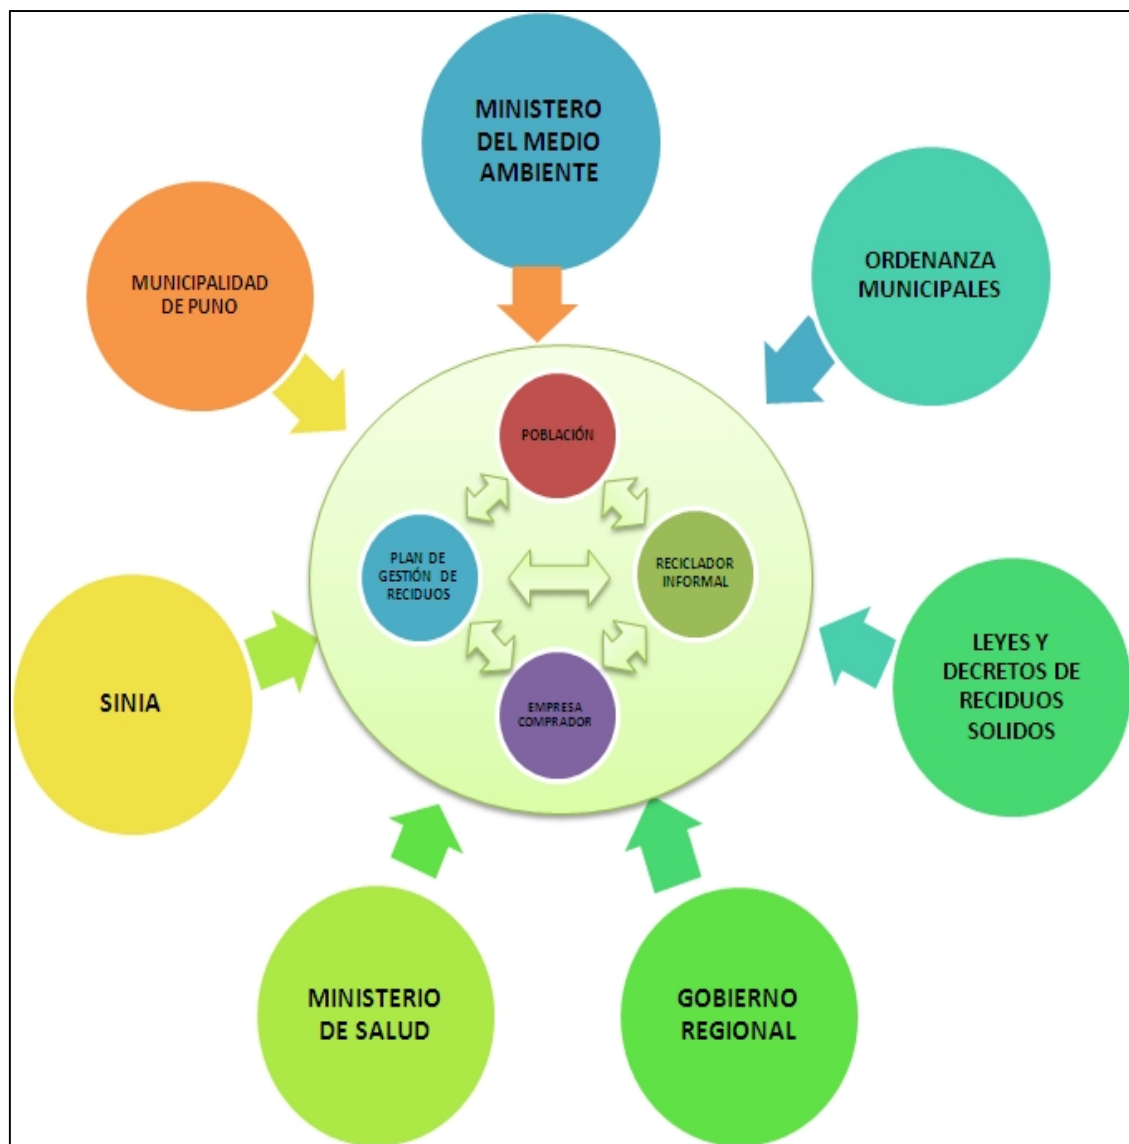 MINISTERO
DEL MEDIO
AMBIENTE
ORDENANZA
MUNICIPALES
MUNICIPALIDAD
DE PUNO
POBLACIÓN
PLAN DE
GESTIÓN DE
RECIDUOS
RECICLADOR
INFORMAL
EMPRESA
COMPRADOR
SINIA
LEYES Y
DECRETOS DE
RECIDUOS
SOLIDOS
MINISTERIO
DE SALUD
GOBIERNO
REGIONAL